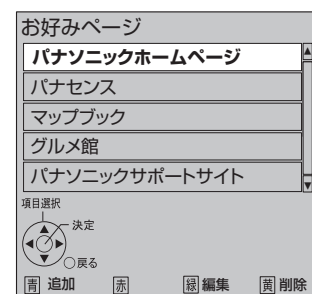 お好みページ
パナソニックホームページ
パナセンス
マップブック
グルメ館
パナソニックサポートサイト
項目選択
決定
戻る
青 追加 赤 緑 編集 黄 削除